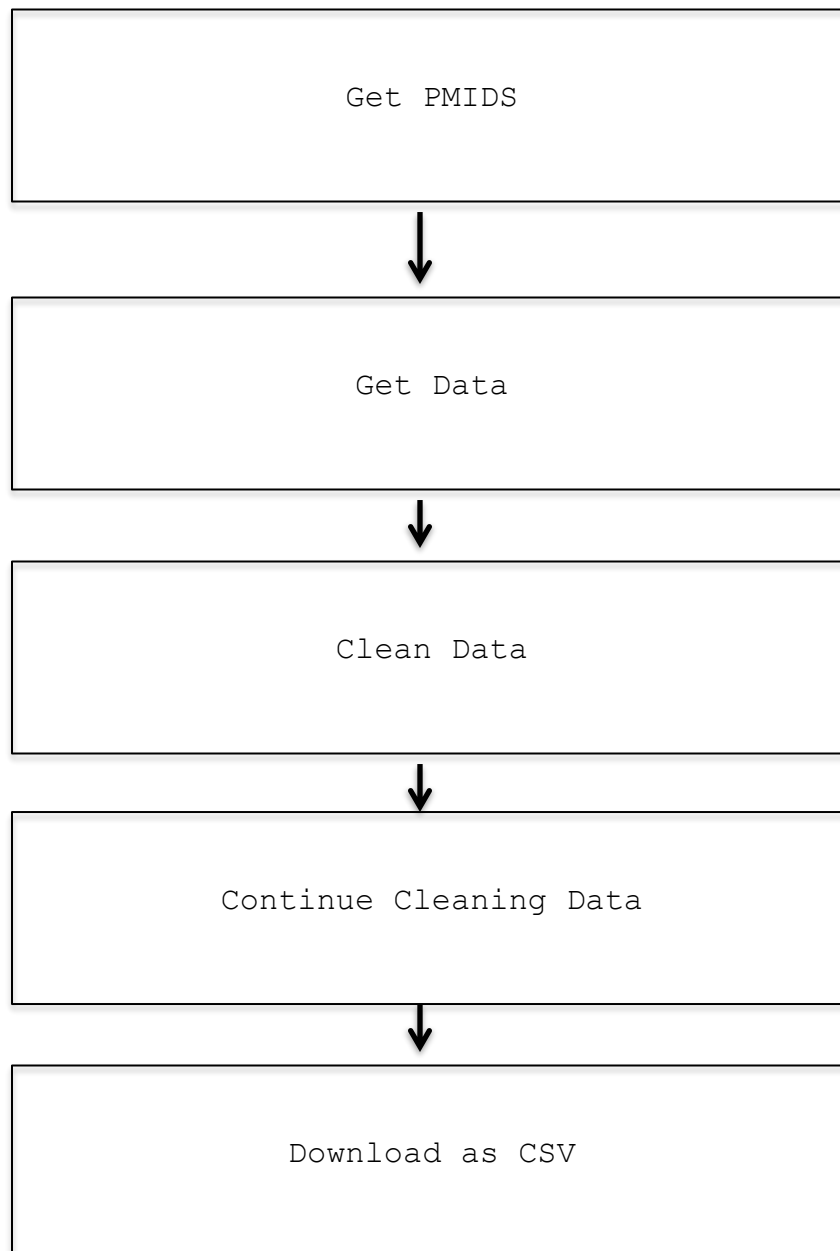 Get PMIDS
Get Data
Clean Data
Continue Cleaning Data
Download as CSV